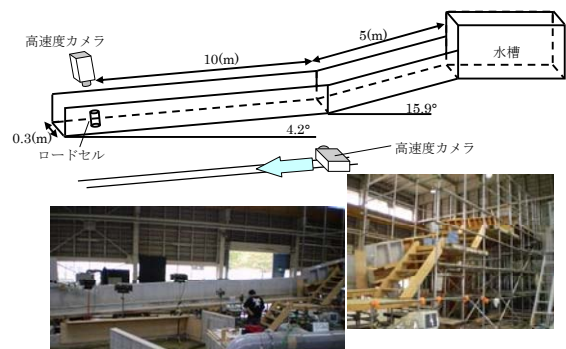 高速度カメラ
10(m)
5(m)
水槽
15.9°
0.3(m)
ロードセル
4.2°
高速度カメラ